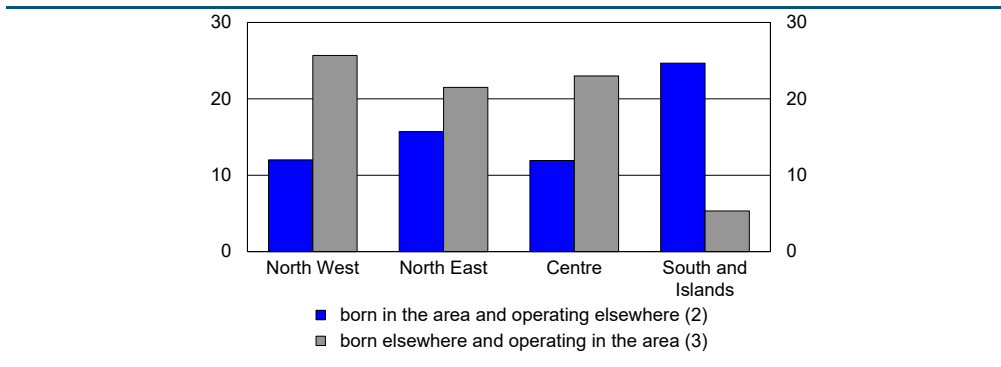 30 30
20 20
10 10
0 0
North West North East Centre South and
Islands
born in the area and operating elsewhere (2)
born elsewhere and operating in the area (3)